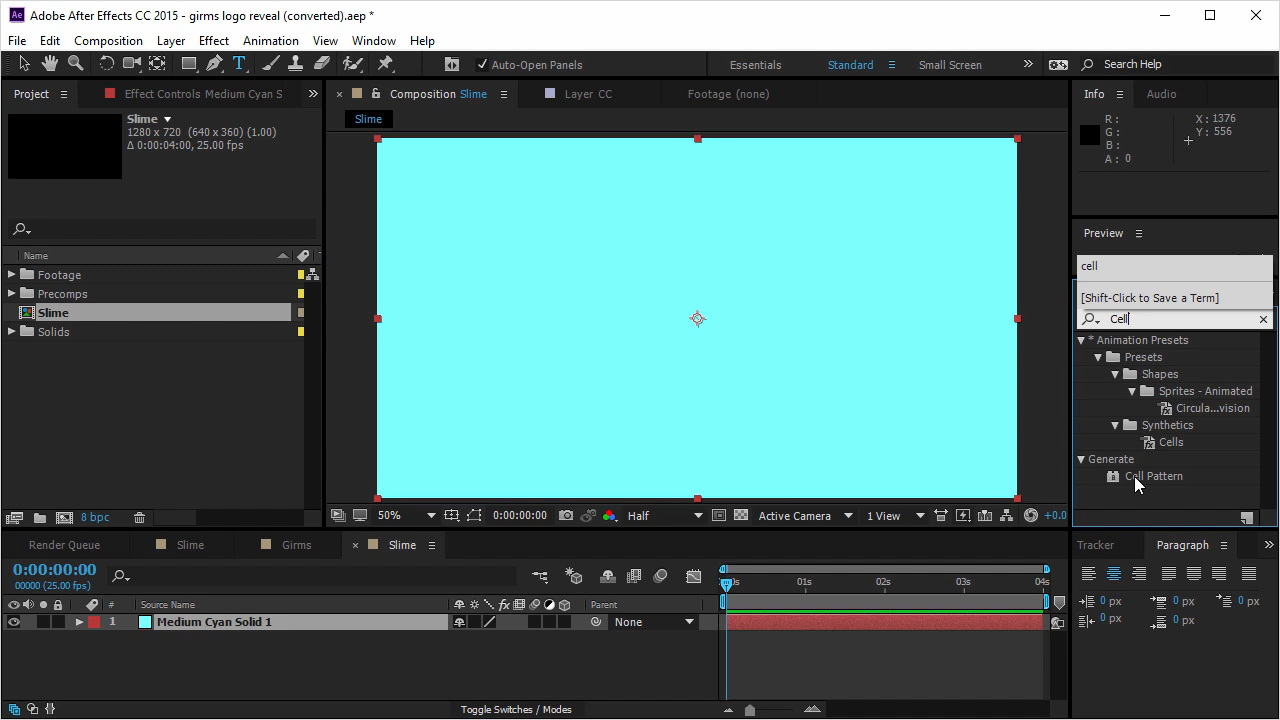 Adobe After Effects CC 2015 - girms logo reveal (converted).aep *
File Edit Composition Layer Effect Animation View Window Help
T Auto-Open Panels Essentials Standard Small Screen » Search Help
Project Effect Controls Medium Cyan S » × Composition Slime Layer CC Footage (none) Info Audio
Slime
Slime
1280 x 720 (640 x 360) (1.00)
Δ 0:00:04:00, 25.00 fps
R :
G :
B :
A : 0
X : 1376
Y : 556
Preview
cell
[Shift-Click to Save a Term]
Cell
Name
Footage
Precomps
Slime
Solids
* Animation Presets
Presets
Shapes
Sprites - Animated
Circula...vision
Synthetics
Cells
Generate
Cell Pattern
8 bpc
50% 0:00:00:00 Half Active Camera 1 View +0.0
Render Queue Slime Girms × Slime
Tracker Paragraph »
0:00:00:00
00000 (25.00 fps)
01s 02s 03s 04s
# Source Name fx Parent
1 Medium Cyan Solid 1 None
0 px 0 px 0 px
0 px 0 px
Toggle Switches / Modes